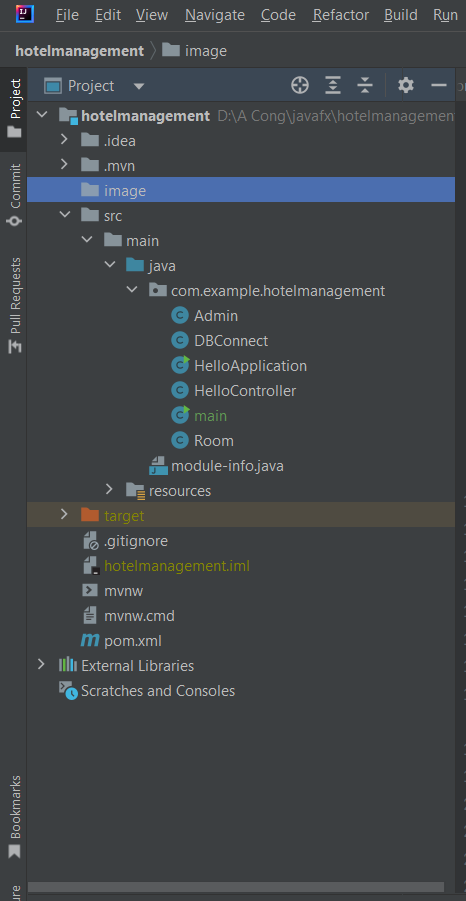 File Edit View Navigate Code Refactor Build Run
hotelmanagement image
Project
hotelmanagement D:\A Cong\javafx\hotelmanagement
.idea
.mvn
image
src
main
java
com.example.hotelmanagement
Admin
DBConnect
HelloApplication
HelloController
main
Room
module-info.java
resources
target
.gitignore
hotelmanagement.iml
mvnw
mvnw.cmd
pom.xml
External Libraries
Scratches and Consoles
Project
Commit
Pull Requests
Bookmarks